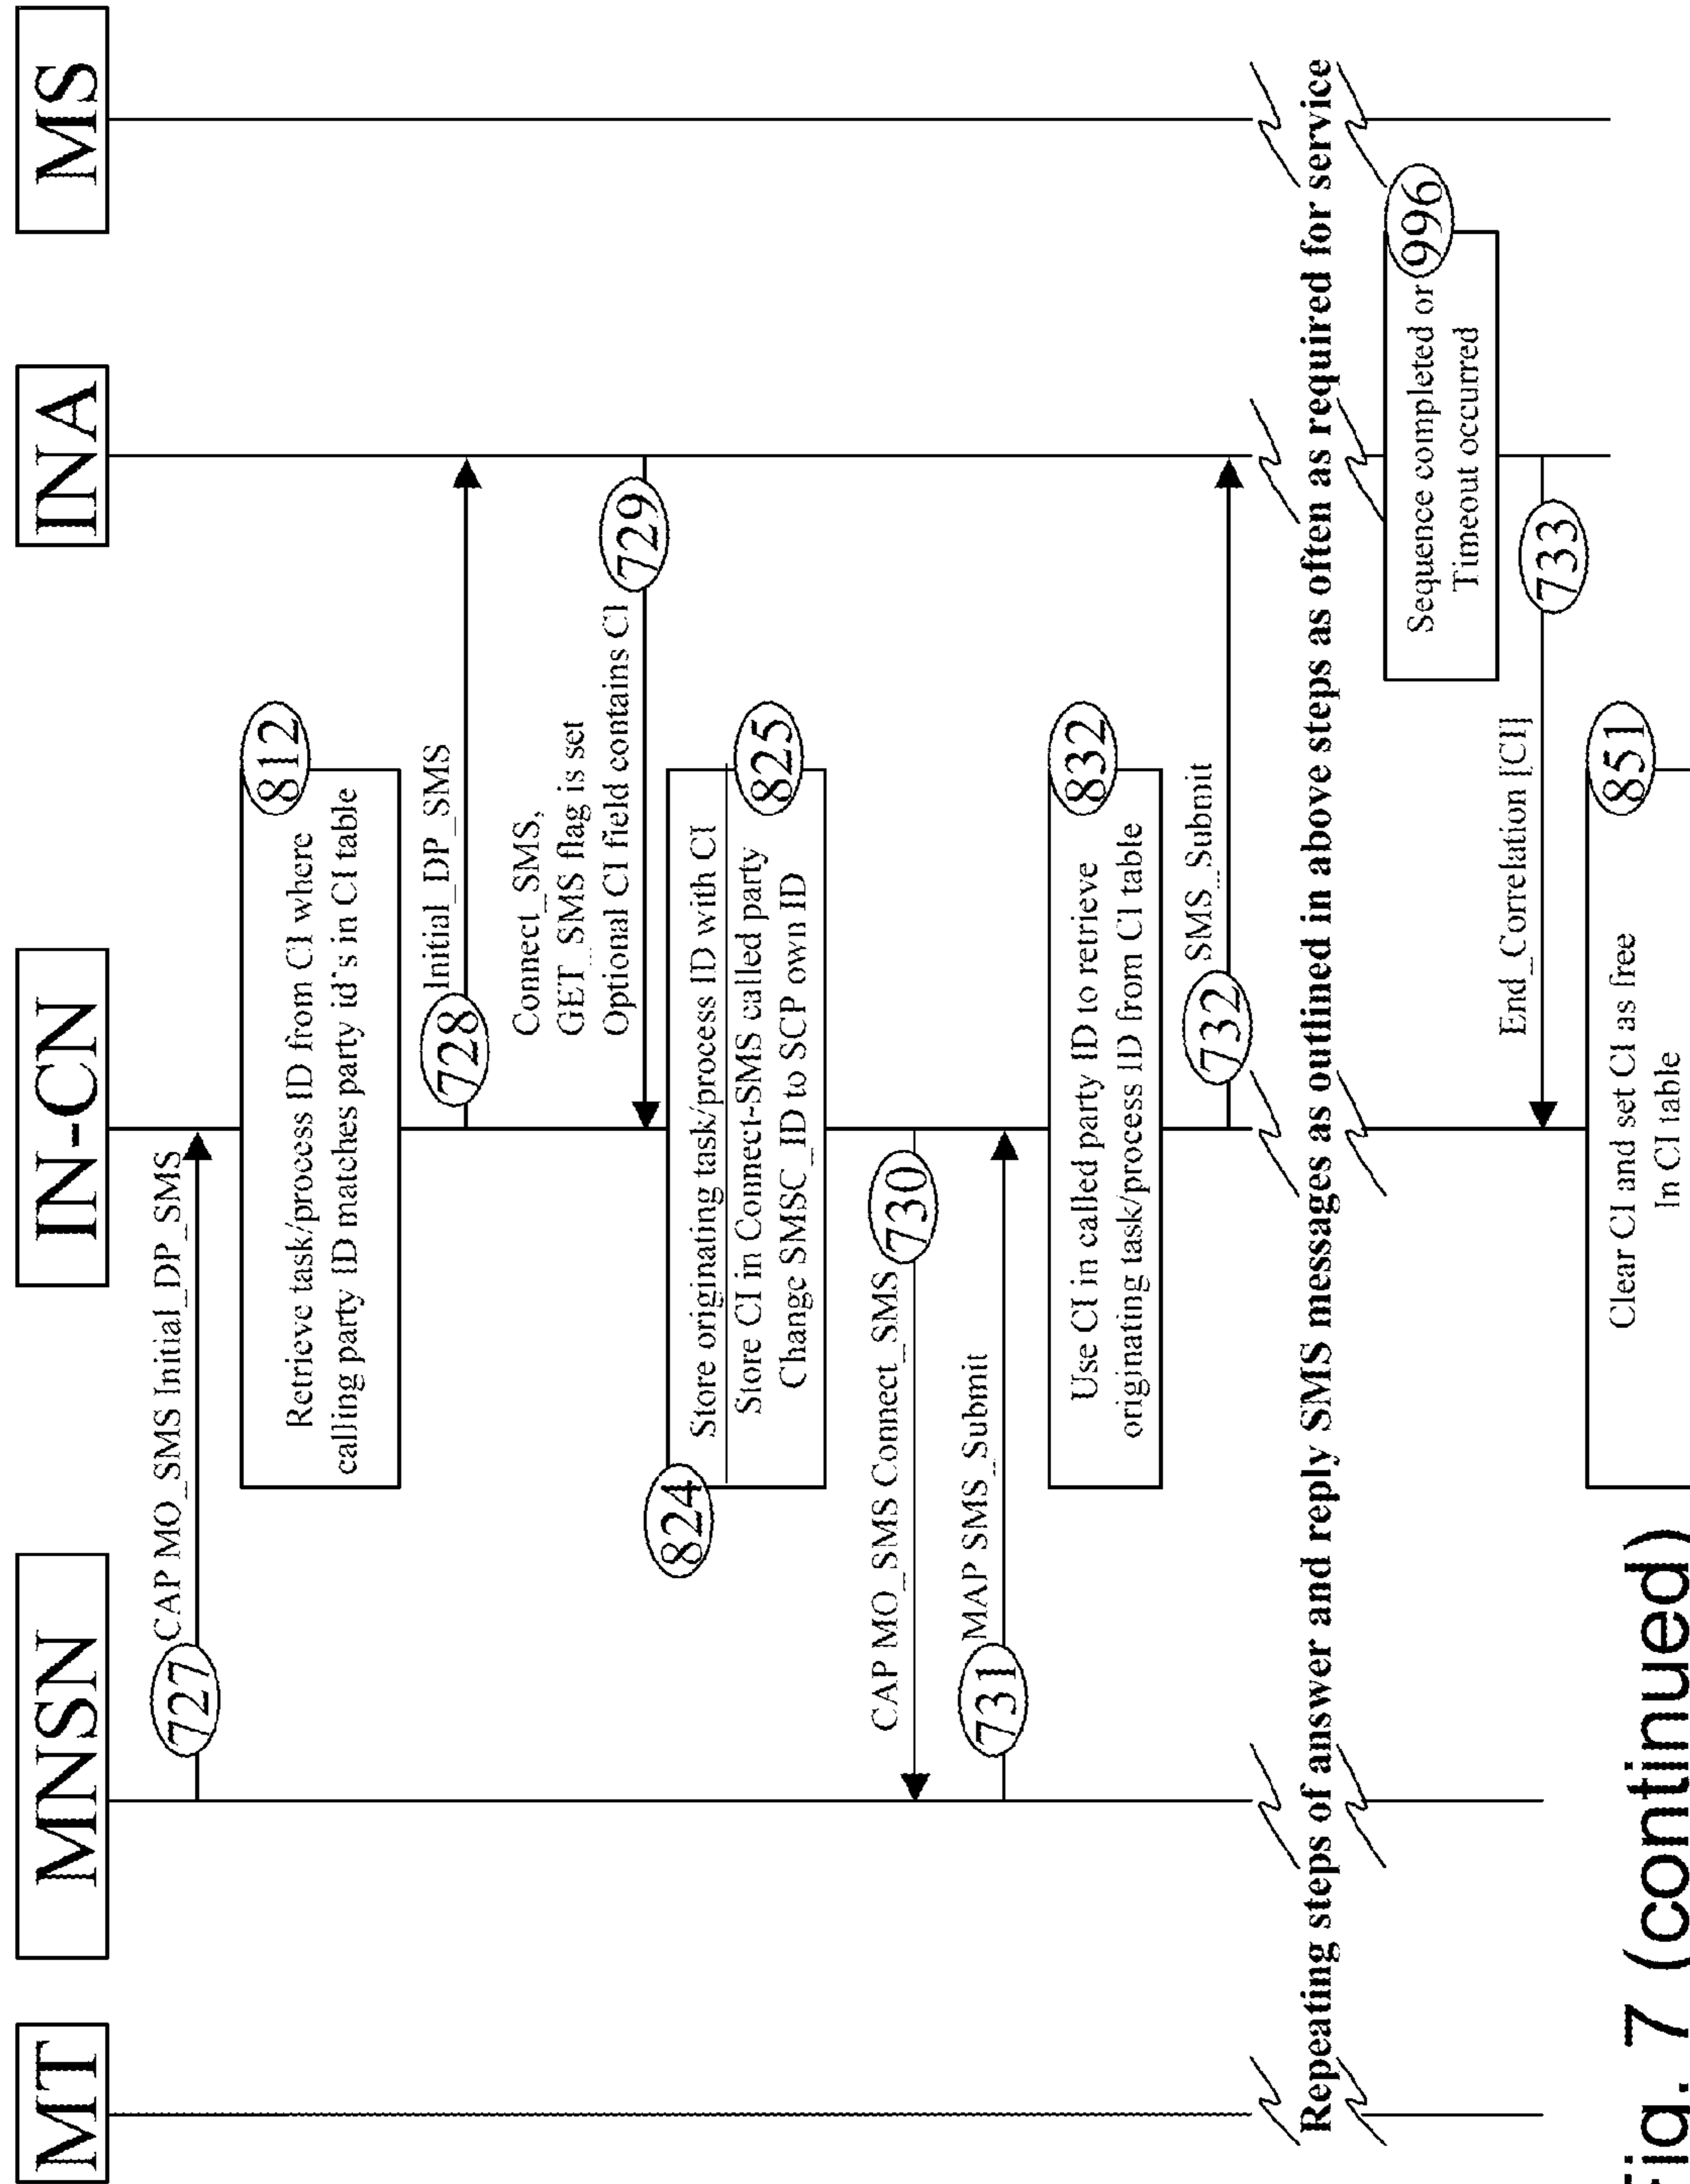 MT
MNSN
IN-CN
INA
MS
727
CAP MO_SMS Initial_DP_SMS
812
Retrieve task/process ID from CI where
calling party ID matches party id's in CI table
728
Initial_DP_SMS
Connect_SMS,
GET_SMS flag is set
Optional CI field contains CI
729
824
Store originating task/process ID with CI
825
Store CI in Connect-SMS called party
Change SMSC_ID to SCP own ID
CAP MO_SMS Connect_SMS
730
731
MAP SMS_Submit
832
Use CI in called party ID to retrieve
originating task/process ID from CI table
732
SMS_Submit
Repeating steps of answer and reply SMS messages as outlined in above steps as often as required for service
Sequence completed or
996
Timeout occurred
End_Correlation [CI]
733
851
Clear CI and set CI as free
In CI table
Fig. 7 (continued)